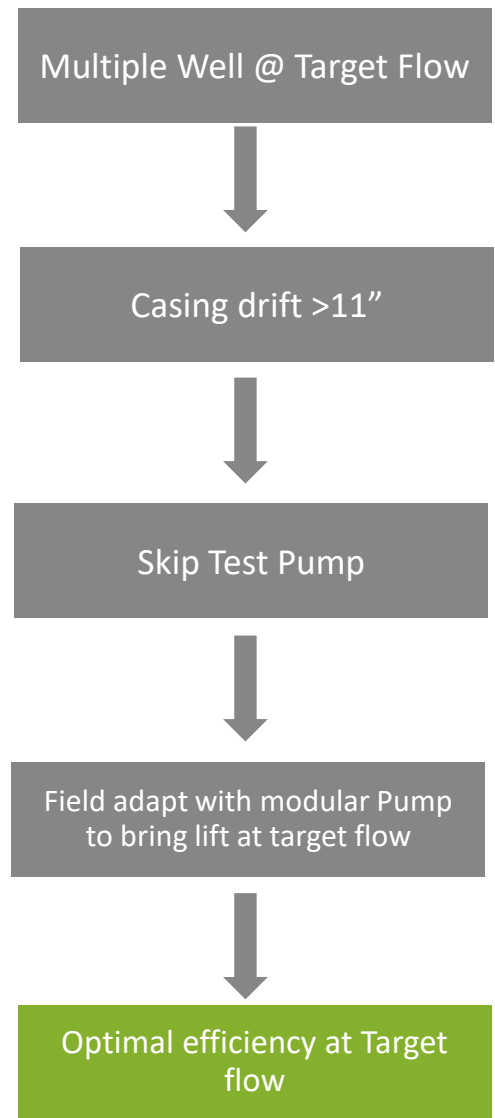 Multiple Well @ Target Flow
Casing drift >11”
Skip Test Pump
Field adapt with modular Pump
to bring lift at target flow
Optimal efficiency at Target
flow